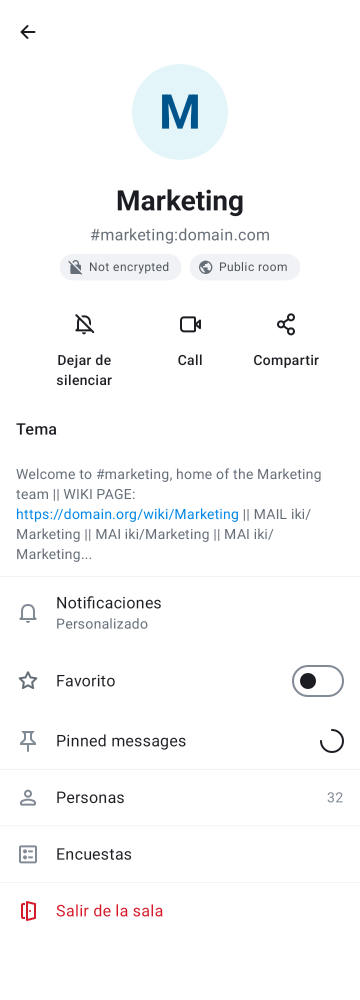 M
Marketing
#marketing:domain.com
Not encrypted
Public room
Dejar de
silenciar
Call
Compartir
Tema
Welcome to #marketing, home of the Marketing
team || WIKI PAGE:
https://domain.org/wiki/Marketing || MAIL iki/
Marketing || MAI iki/Marketing || MAI iki/
Marketing...
Notificaciones
Personalizado
Favorito
Pinned messages
Personas
32
Encuestas
Salir de la sala